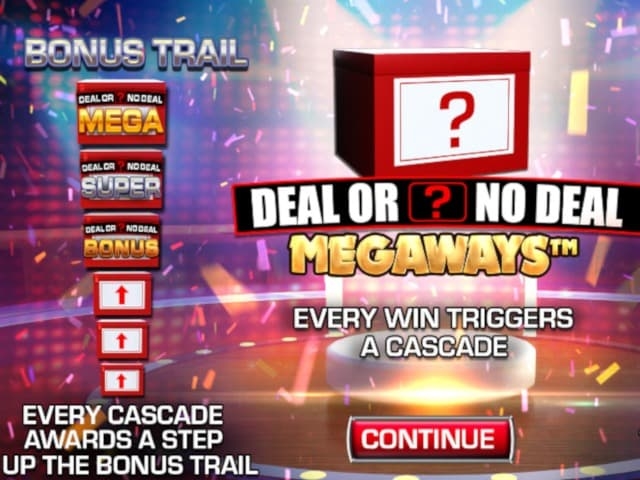 BONUS TRAIL
DEAL OR ? NO DEAL
MEGA
DEAL OR ? NO DEAL
SUPER
DEAL OR ? NO DEAL
BONUS
EVERY CASCADE
AWARDS A STEP
UP THE BONUS TRAIL
?
DEAL OR ? NO DEAL
MEGAWAYS™
EVERY WIN TRIGGERS
A CASCADE
CONTINUE